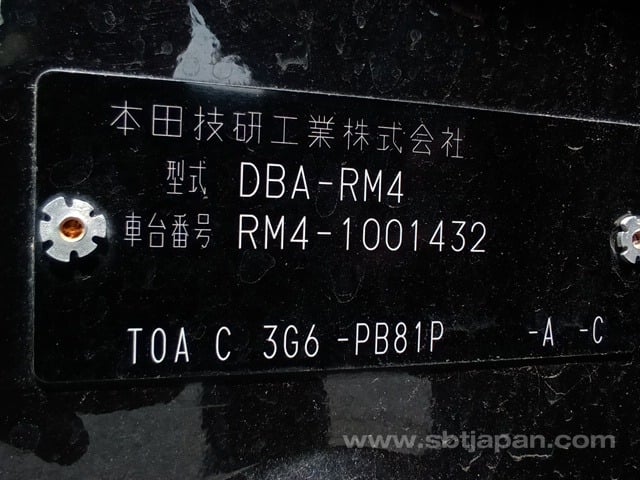 本田技研工業株式会社
型式 DBA-RM4
車台番号 RM4-1001432
TOA C 3G6 -PB81P -A -C
www.sbtjapan.com